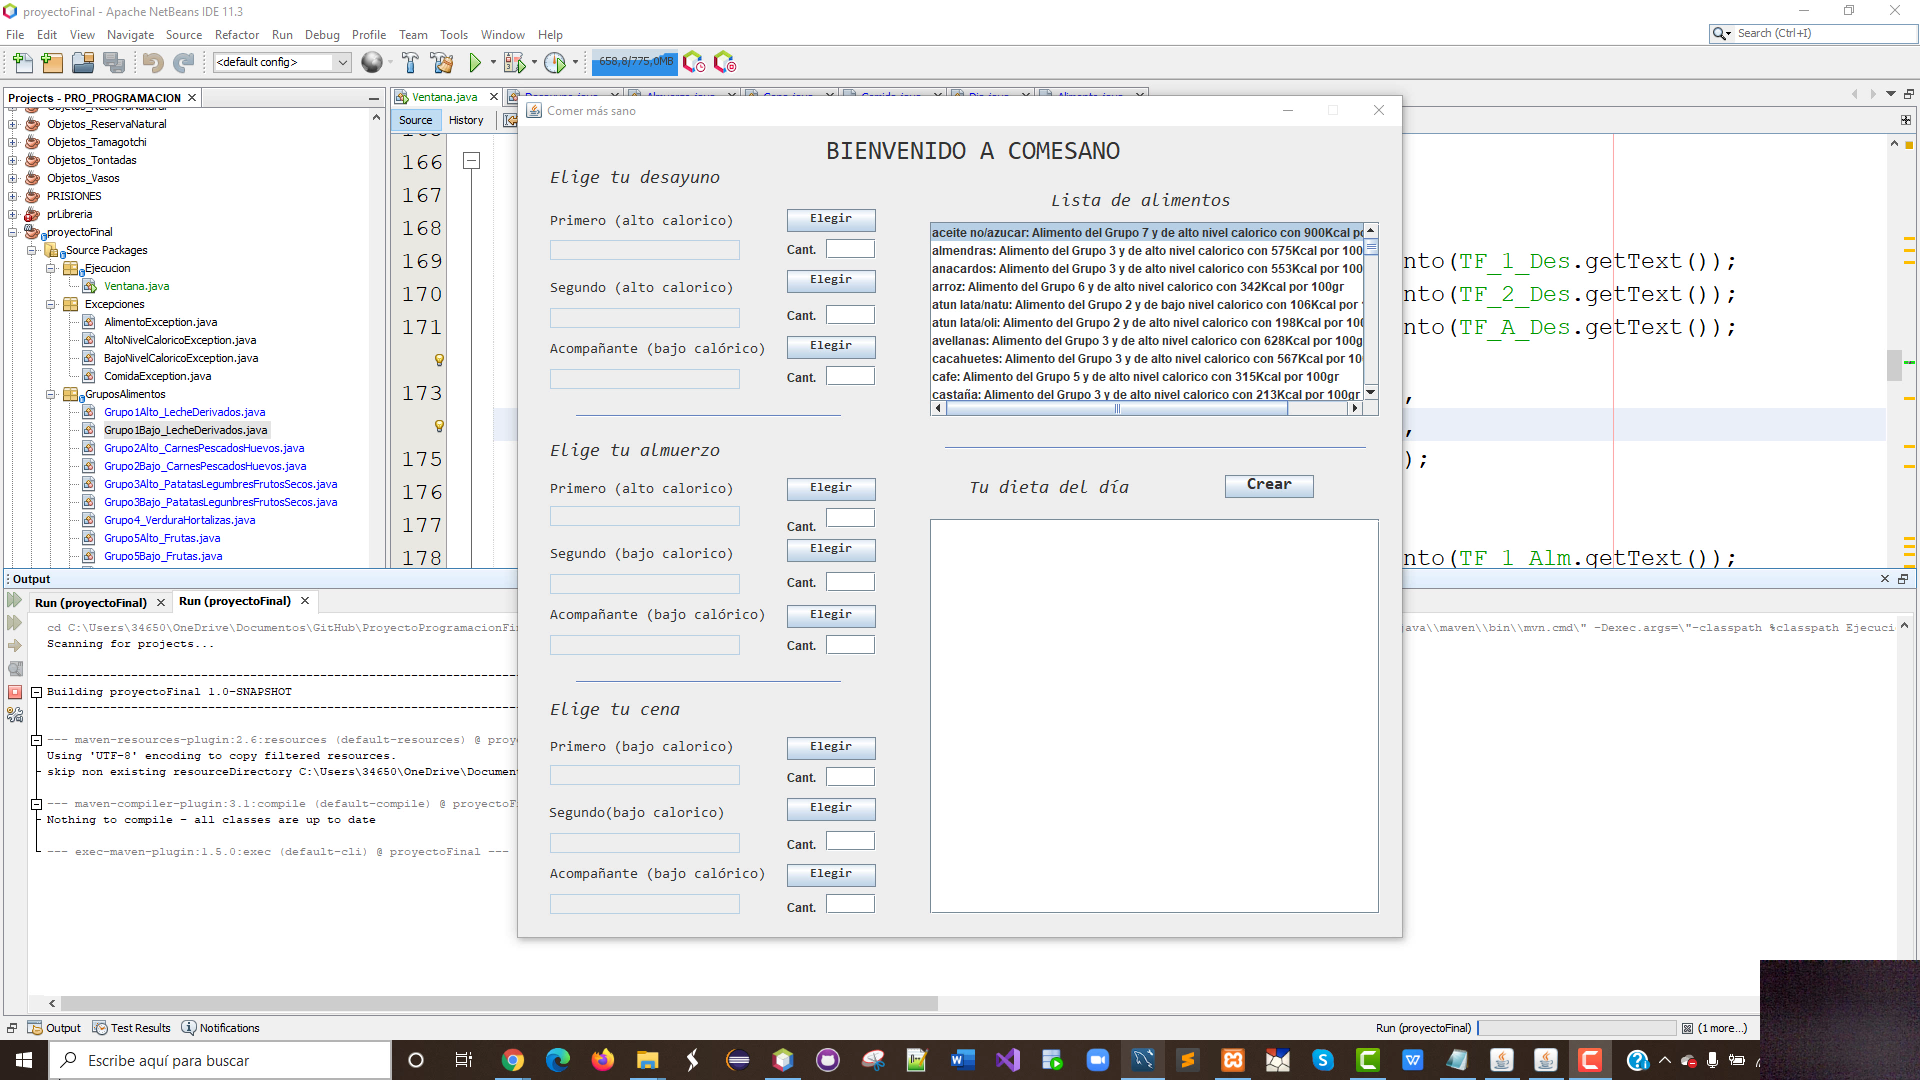 proyectoFinal - Apache NetBeans IDE 11.3
File Edit View Navigate Source Refactor Run Debug Profile Team Tools Window Help
Search (Ctrl+I)
<default config>
658,8/775,0MB
Projects - PRO_PROGRAMACION
Ventana.java
Source History
Objetos_ReservaNatural
Objetos_Tamagotchi
Objetos_Tontadas
Objetos_Vasos
PRISIONES
prLibreria
proyectoFinal
Source Packages
Ejecucion
Ventana.java
Excepciones
AlimentoException.java
AltoNivelCaloricoException.java
BajoNivelCaloricoException.java
ComidaException.java
GruposAlimentos
Grupo1Alto_LecheDerivados.java
Grupo1Bajo_LecheDerivados.java
Grupo2Alto_CarnesPescadosHuevos.java
Grupo2Bajo_CarnesPescadosHuevos.java
Grupo3Alto_PatatasLegumbresFrutosSecos.java
Grupo3Bajo_PatatasLegunbresFrutosSecos.java
Grupo4_VerduraHortalizas.java
Grupo5Alto_Frutas.java
Grupo5Bajo_Frutas.java
166
167
168
169
170
171
173
175
176
177
178
nto(TF_1_Des.getText());
nto(TF_2_Des.getText());
nto(TF_A_Des.getText());
,
,
);
nto(TF_1_Alm.getText());
Comer más sano
BIENVENIDO A COMESANO
Elige tu desayuno
Primero (alto calorico) Elegir
Cant.
Segundo (alto calorico) Elegir
Cant.
Acompañante (bajo calórico) Elegir
Cant.
Elige tu almuerzo
Primero (alto calorico) Elegir
Cant.
Segundo (bajo calorico) Elegir
Cant.
Acompañante (bajo calórico) Elegir
Cant.
Elige tu cena
Primero (bajo calorico) Elegir
Cant.
Segundo(bajo calorico) Elegir
Cant.
Acompañante (bajo calórico) Elegir
Cant.
Lista de alimentos
aceite no/azucar: Alimento del Grupo 7 y de alto nivel calorico con 900Kcal po
almendras: Alimento del Grupo 3 y de alto nivel calorico con 575Kcal por 100
anacardos: Alimento del Grupo 3 y de alto nivel calorico con 553Kcal por 100
arroz: Alimento del Grupo 6 y de alto nivel calorico con 342Kcal por 100gr
atun lata/natu: Alimento del Grupo 2 y de bajo nivel calorico con 106Kcal por
atun lata/oli: Alimento del Grupo 2 y de alto nivel calorico con 198Kcal por 100
avellanas: Alimento del Grupo 3 y de alto nivel calorico con 628Kcal por 100g
cacahuetes: Alimento del Grupo 3 y de alto nivel calorico con 567Kcal por 100
cafe: Alimento del Grupo 5 y de alto nivel calorico con 315Kcal por 100gr
castaña: Alimento del Grupo 3 y de alto nivel calorico con 213Kcal por 100gr
Tu dieta del día Crear
Output
Run (proyectoFinal) Run (proyectoFinal)
cd C:\Users\34650\OneDrive\Documentos\GitHub\ProyectoProgramacionFin
java\\maven\\bin\\mvn.cmd\" -Dexec.args=\"-classpath %classpath Ejecuci
Scanning for projects...
Building proyectoFinal 1.0-SNAPSHOT
--- maven-resources-plugin:2.6:resources (default-resources) @ proye
Using 'UTF-8' encoding to copy filtered resources.
skip non existing resourceDirectory C:\Users\34650\OneDrive\Document
--- maven-compiler-plugin:3.1:compile (default-compile) @ proyectoF
Nothing to compile - all classes are up to date
--- exec-maven-plugin:1.5.0:exec (default-cli) @ proyectoFinal ---
Output Test Results Notifications
Run (proyectoFinal) (1 more...)
Escribe aquí para buscar